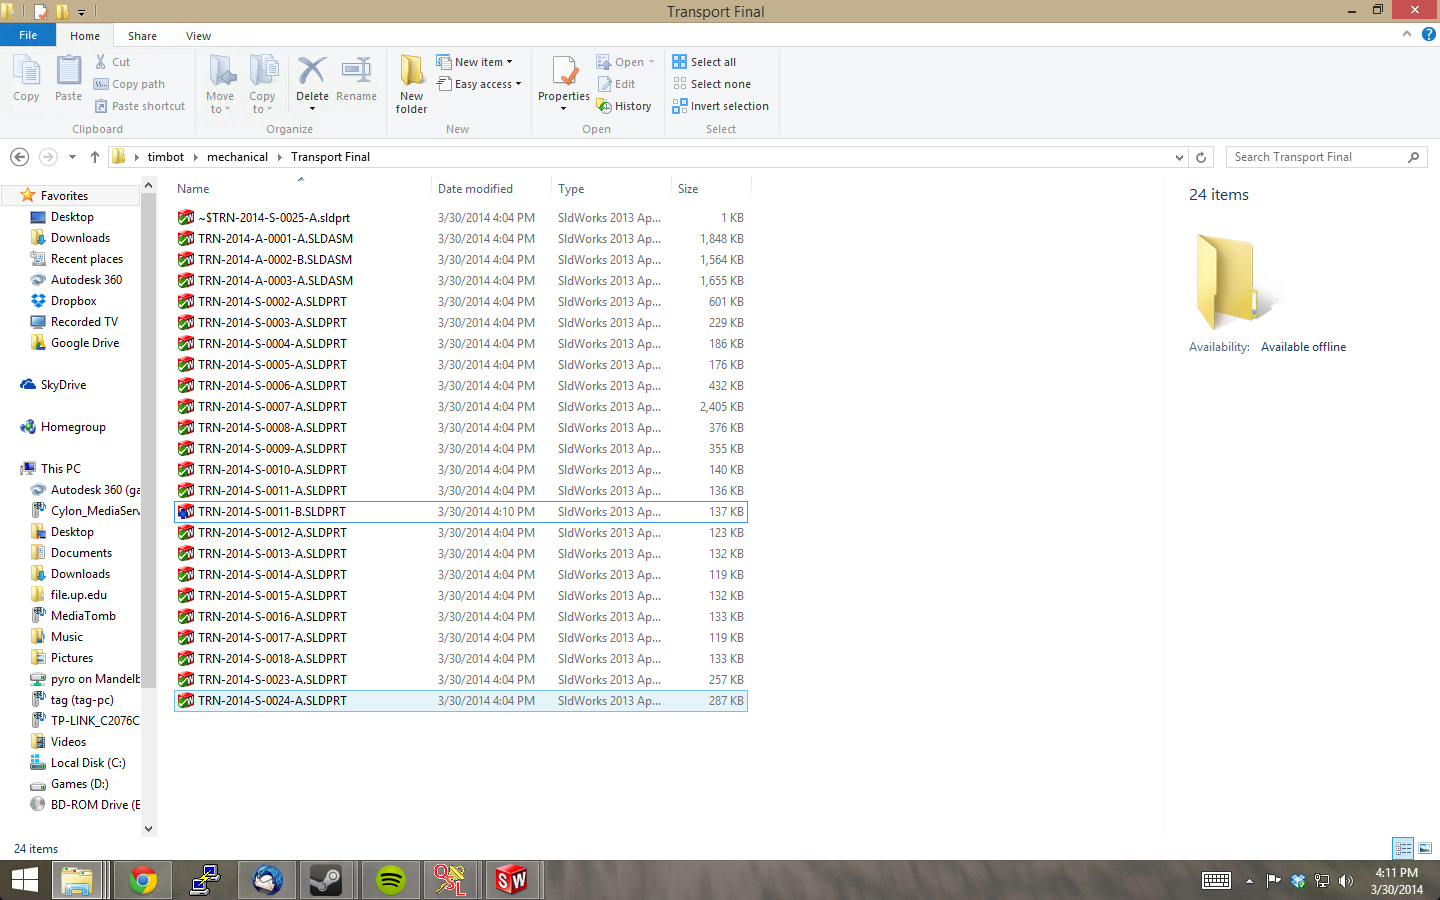 Transport Final
File Home Share View
Copy
Paste
Cut
Copy path
Paste shortcut
Clipboard
Move to
Copy to
Delete
Rename
Organize
New folder
New item
Easy access
New
Properties
Open
Edit
History
Open
Select all
Select none
Invert selection
Select
timbot mechanical Transport Final
Search Transport Final
Favorites
Desktop
Downloads
Recent places
Autodesk 360
Dropbox
Recorded TV
Google Drive
SkyDrive
Homegroup
This PC
Autodesk 360 (ga
Cylon_MediaServ
Desktop
Documents
Downloads
file.up.edu
MediaTomb
Music
Pictures
pyro on Mandelb
tag (tag-pc)
TP-LINK_C2076C
Videos
Local Disk (C:)
Games (D:)
BD-ROM Drive (E
Name Date modified Type Size
~$TRN-2014-S-0025-A.sldprt 3/30/2014 4:04 PM SldWorks 2013 Ap... 1 KB
TRN-2014-A-0001-A.SLDASM 3/30/2014 4:04 PM SldWorks 2013 Ap... 1,848 KB
TRN-2014-A-0002-B.SLDASM 3/30/2014 4:04 PM SldWorks 2013 Ap... 1,564 KB
TRN-2014-A-0003-A.SLDASM 3/30/2014 4:04 PM SldWorks 2013 Ap... 1,655 KB
TRN-2014-S-0002-A.SLDPRT 3/30/2014 4:04 PM SldWorks 2013 Ap... 601 KB
TRN-2014-S-0003-A.SLDPRT 3/30/2014 4:04 PM SldWorks 2013 Ap... 229 KB
TRN-2014-S-0004-A.SLDPRT 3/30/2014 4:04 PM SldWorks 2013 Ap... 186 KB
TRN-2014-S-0005-A.SLDPRT 3/30/2014 4:04 PM SldWorks 2013 Ap... 176 KB
TRN-2014-S-0006-A.SLDPRT 3/30/2014 4:04 PM SldWorks 2013 Ap... 432 KB
TRN-2014-S-0007-A.SLDPRT 3/30/2014 4:04 PM SldWorks 2013 Ap... 2,405 KB
TRN-2014-S-0008-A.SLDPRT 3/30/2014 4:04 PM SldWorks 2013 Ap... 376 KB
TRN-2014-S-0009-A.SLDPRT 3/30/2014 4:04 PM SldWorks 2013 Ap... 355 KB
TRN-2014-S-0010-A.SLDPRT 3/30/2014 4:04 PM SldWorks 2013 Ap... 140 KB
TRN-2014-S-0011-A.SLDPRT 3/30/2014 4:04 PM SldWorks 2013 Ap... 136 KB
TRN-2014-S-0011-B.SLDPRT 3/30/2014 4:10 PM SldWorks 2013 Ap... 137 KB
TRN-2014-S-0012-A.SLDPRT 3/30/2014 4:04 PM SldWorks 2013 Ap... 123 KB
TRN-2014-S-0013-A.SLDPRT 3/30/2014 4:04 PM SldWorks 2013 Ap... 132 KB
TRN-2014-S-0014-A.SLDPRT 3/30/2014 4:04 PM SldWorks 2013 Ap... 119 KB
TRN-2014-S-0015-A.SLDPRT 3/30/2014 4:04 PM SldWorks 2013 Ap... 132 KB
TRN-2014-S-0016-A.SLDPRT 3/30/2014 4:04 PM SldWorks 2013 Ap... 133 KB
TRN-2014-S-0017-A.SLDPRT 3/30/2014 4:04 PM SldWorks 2013 Ap... 119 KB
TRN-2014-S-0018-A.SLDPRT 3/30/2014 4:04 PM SldWorks 2013 Ap... 133 KB
TRN-2014-S-0023-A.SLDPRT 3/30/2014 4:04 PM SldWorks 2013 Ap... 257 KB
TRN-2014-S-0024-A.SLDPRT 3/30/2014 4:04 PM SldWorks 2013 Ap... 287 KB
24 items
Availability: Available offline
24 items
QSL
SW
4:11 PM
3/30/2014